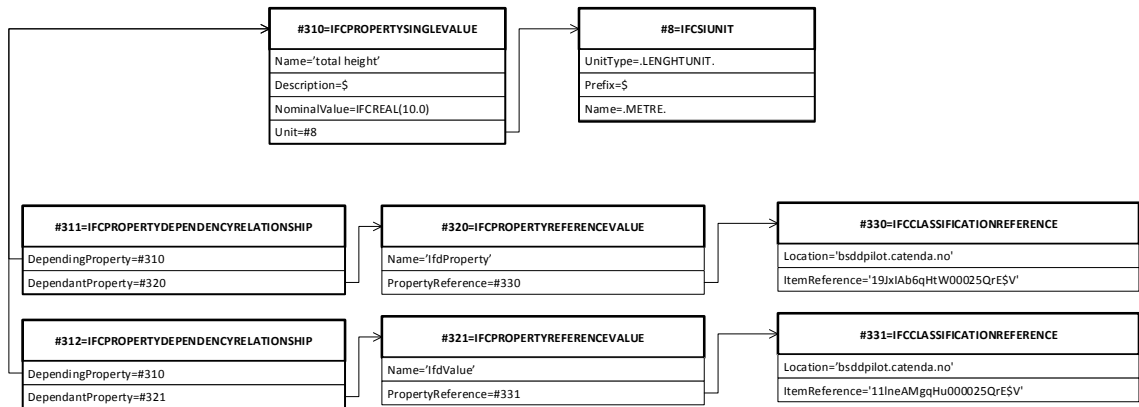 #310=IFCPROPERTYSINGLEVALUE
Name='total height'
Description=$
NominalValue=IFCREAL(10.0)
Unit=#8
#8=IFCSIUNIT
UnitType=.LENGHTUNIT.
Prefix=$
Name=.METRE.
#311=IFCPROPERTYDEPENDENCYRELATIONSHIP
DependingProperty=#310
DependantProperty=#320
#320=IFCPROPERTYREFERENCEVALUE
Name='IfdProperty'
PropertyReference=#330
#330=IFCCLASSIFICATIONREFERENCE
Location='bsddpilot.catenda.no'
ItemReference='19JxIAb6qHtW00025QrE$V'
#312=IFCPROPERTYDEPENDENCYRELATIONSHIP
DependingProperty=#310
DependantProperty=#321
#321=IFCPROPERTYREFERENCEVALUE
Name='IfdValue'
PropertyReference=#331
#331=IFCCLASSIFICATIONREFERENCE
Location='bsddpilot.catenda.no'
ItemReference='11lneAMgqHu000025QrE$V'